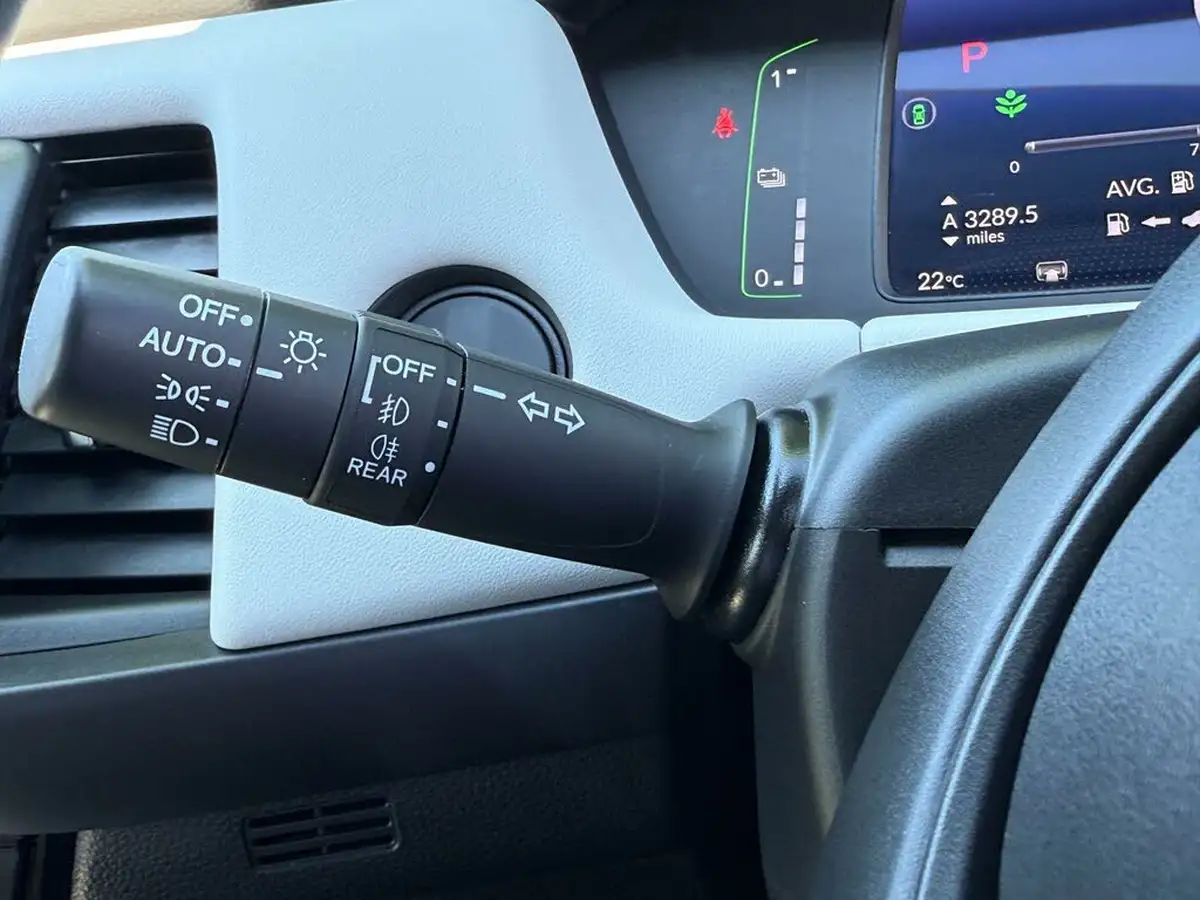 OFF
AUTO
OFF
REAR
1
0
P
0
7
AVG.
A 3289.5
miles
22°C